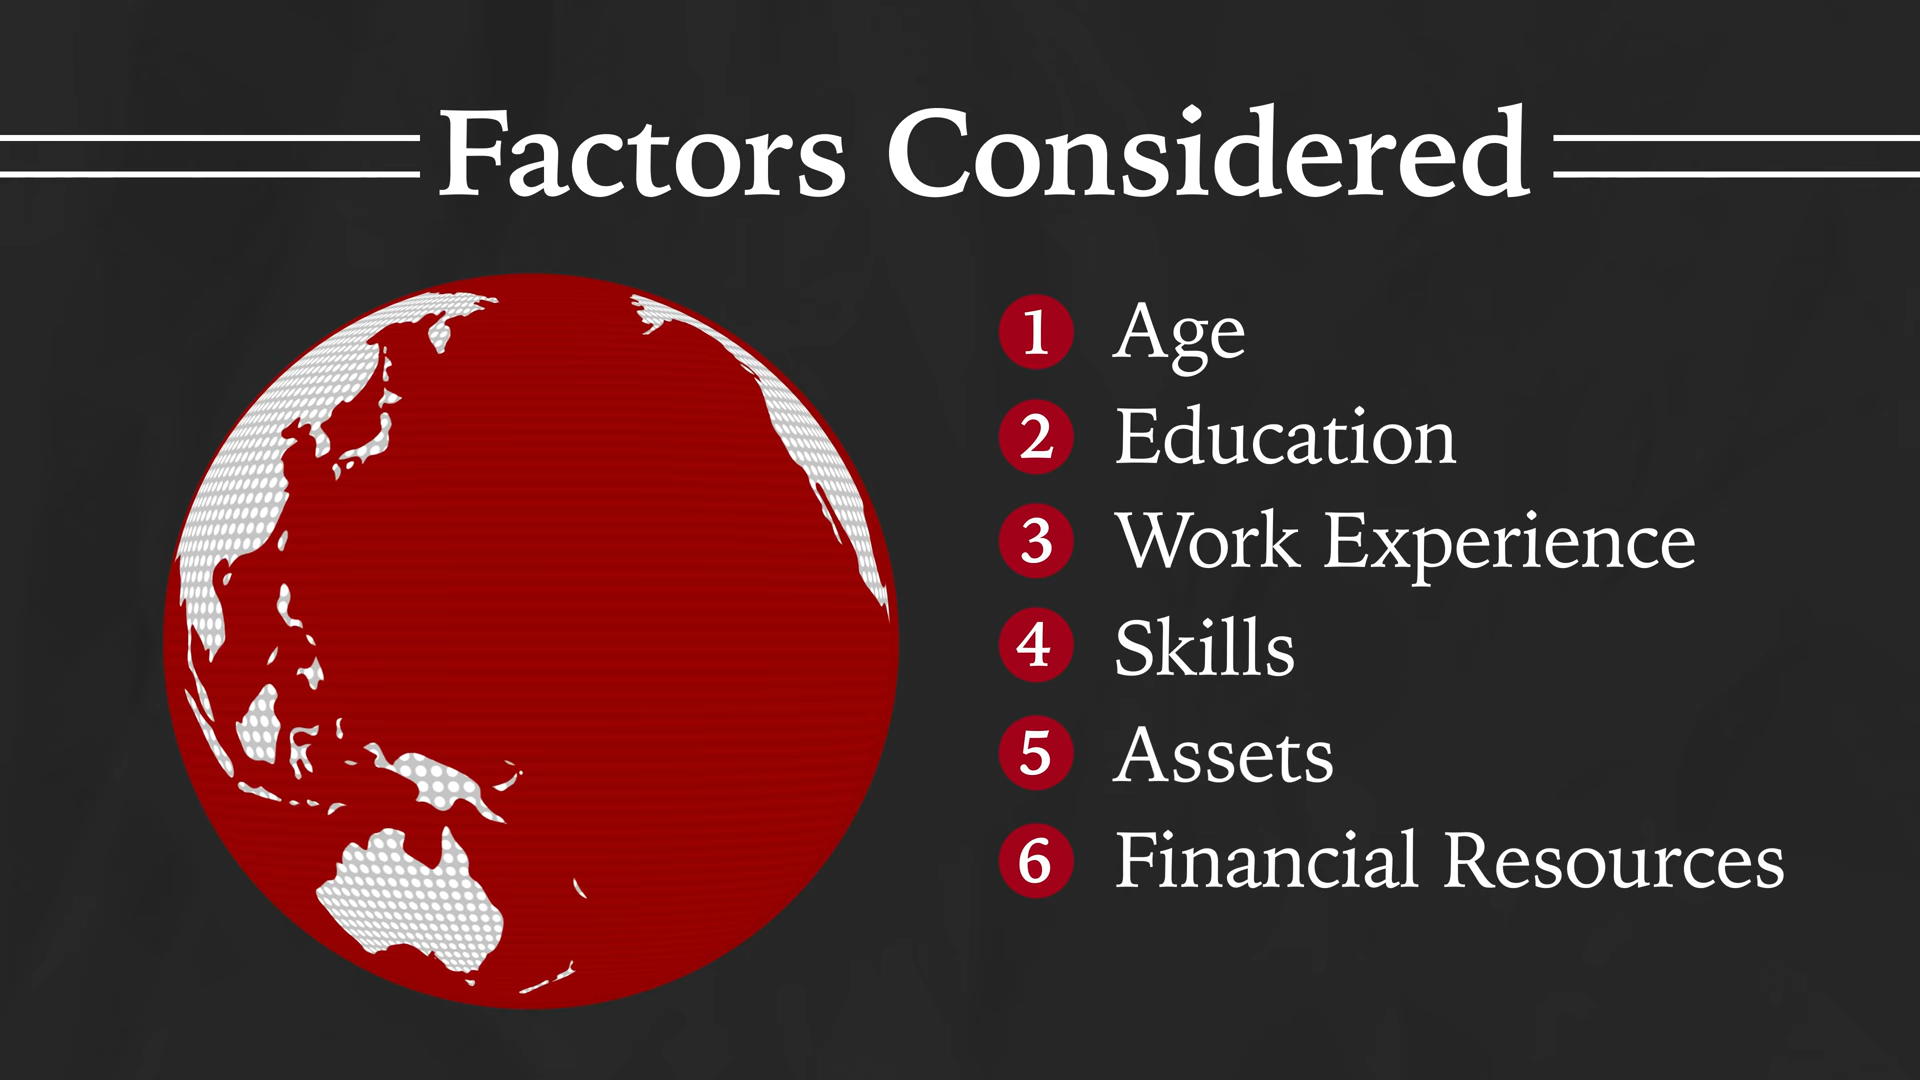 Factors Considered
1 Age
2 Education
3 Work Experience
4 Skills
5 Assets
6 Financial Resources